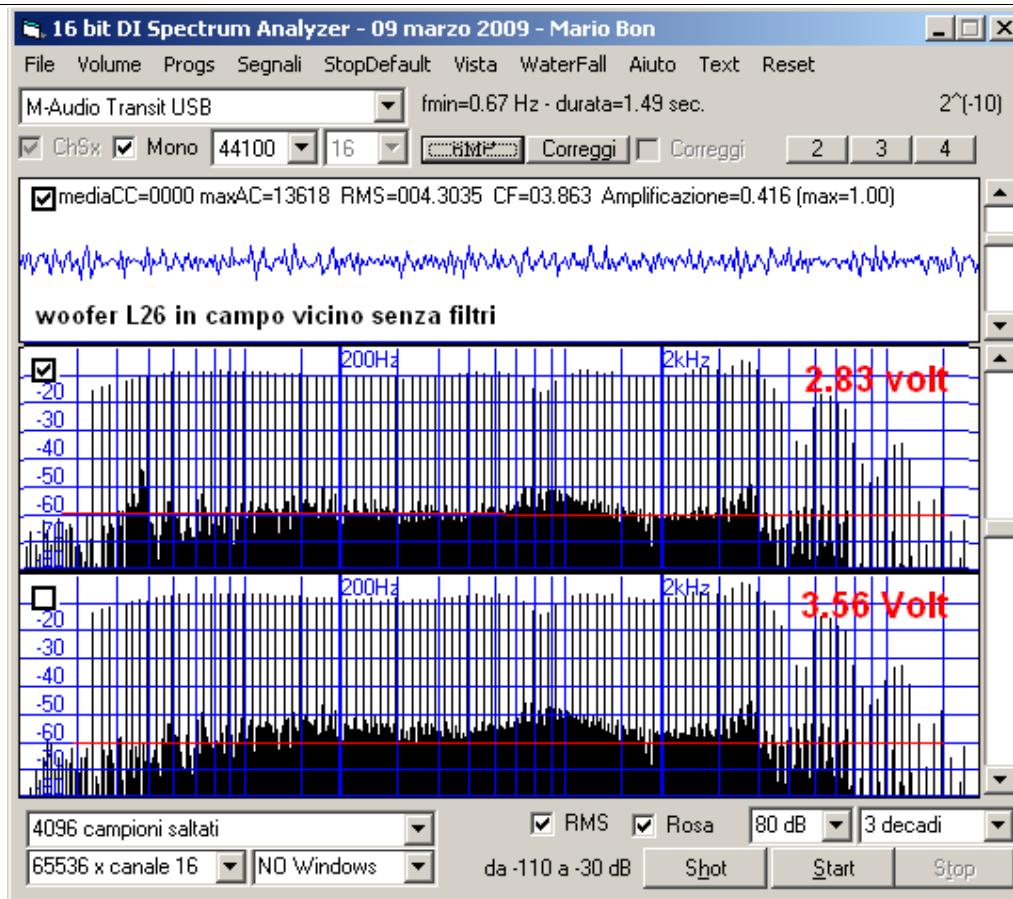 16 bit DI Spectrum Analyzer - 09 marzo 2009 - Mario Bon
File Volume Progs Segnali StopDefault Vista WaterFall Aiuto Text Reset
M-Audio Transit USB fmin=0.67 Hz - durata=1.49 sec. 2^(-10)
ChSx Mono 44100 16 Correggi Correggi 2 3 4
mediaCC=0000 maxAC=13618 RMS=004.3035 CF=03.863 Amplificazione=0.416 (max=1.00)
woofer L26 in campo vicino senza filtri
200Hz 2kHz
2.83 volt
-20
-30
-40
-50
-60
-70
200Hz 2kHz
3.56 Volt
-20
-30
-40
-50
-60
4096 campioni saltati RMS Rosa 80 dB 3 decadi
65536 x canale 16 NO Windows da -110 a -30 dB Shot Start Stop